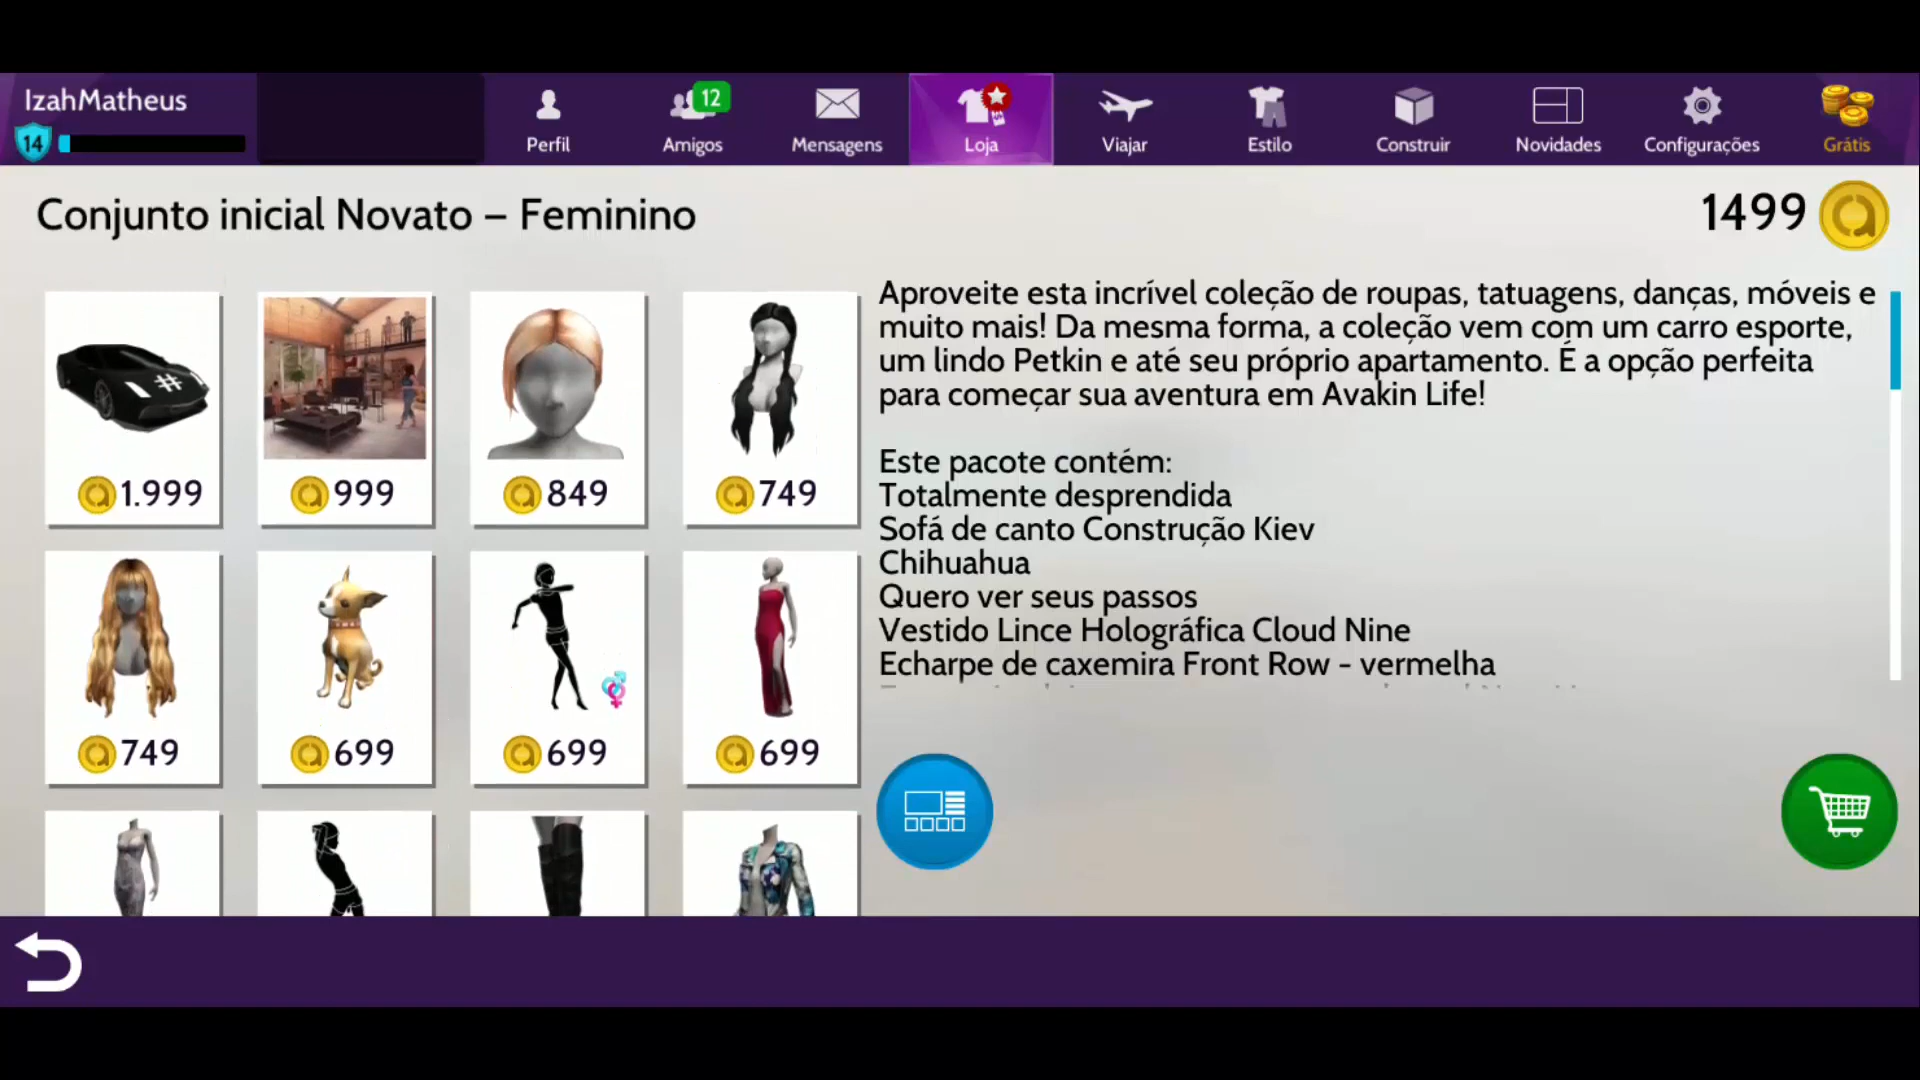 IzahMatheus
14
Perfil
12
Amigos
Mensagens
Loja
Viajar
Estilo
Construir
Novidades
Configurações
Grátis
Conjunto inicial Novato – Feminino
1499
#
1.999
999
849
749
749
699
699
699
Aproveite esta incrível coleção de roupas, tatuagens, danças, móveis e
muito mais! Da mesma forma, a coleção vem com um carro esporte,
um lindo Petkin e até seu próprio apartamento. É a opção perfeita
para começar sua aventura em Avakin Life!
Este pacote contém:
Totalmente desprendida
Sofá de canto Construção Kiev
Chihuahua
Quero ver seus passos
Vestido Lince Holográfica Cloud Nine
Echarpe de caxemira Front Row - vermelha